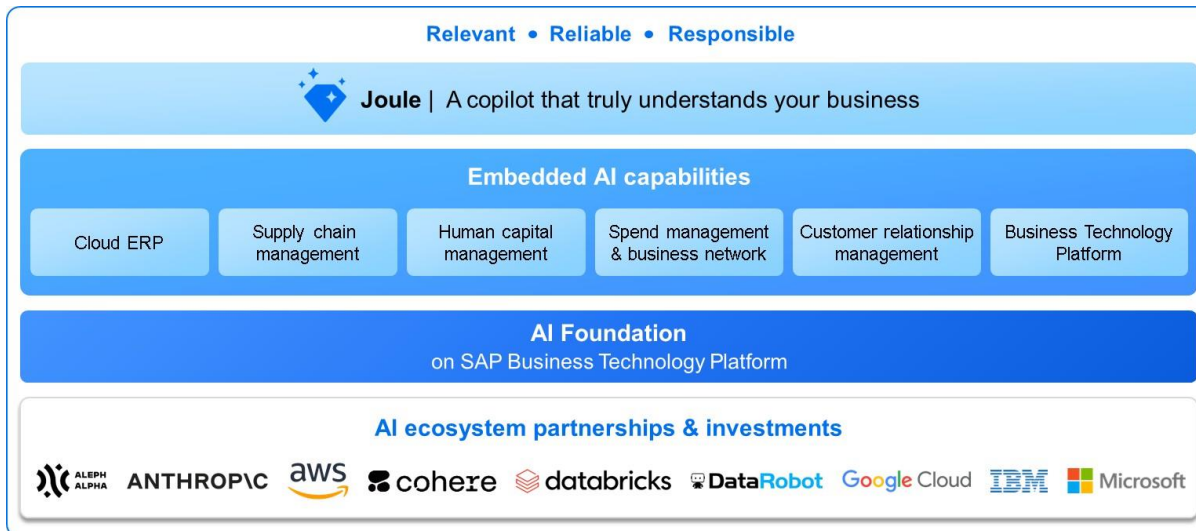 Relevant • Reliable • Responsible
Joule | A copilot that truly understands your business
Embedded AI capabilities
Cloud ERP
Supply chain
management
Human capital
management
Spend management
& business network
Customer relationship
management
Business Technology
Platform
AI Foundation
on SAP Business Technology Platform
AI ecosystem partnerships & investments
ALEPH
ALPHA
ANTHROP\C
aws
cohere
databricks
DataRobot
Google Cloud
IBM
Microsoft